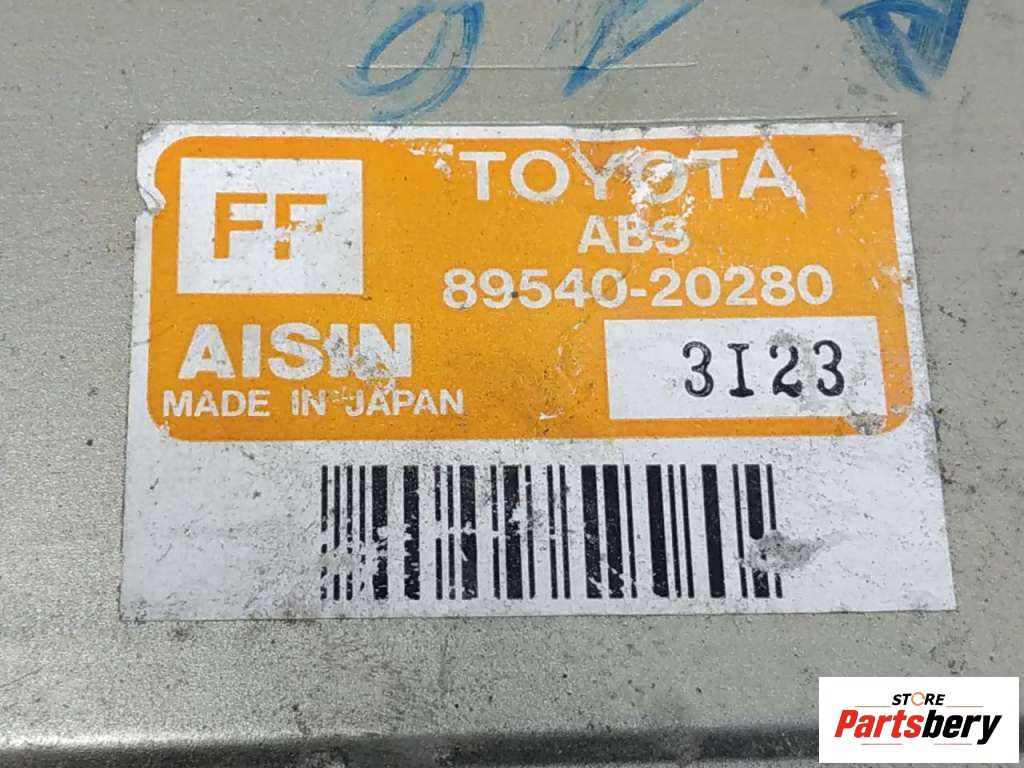 FF
TOYOTA
ABS
89540-20280
AISIN
3I23
MADE IN JAPAN
STORE
Partsbery